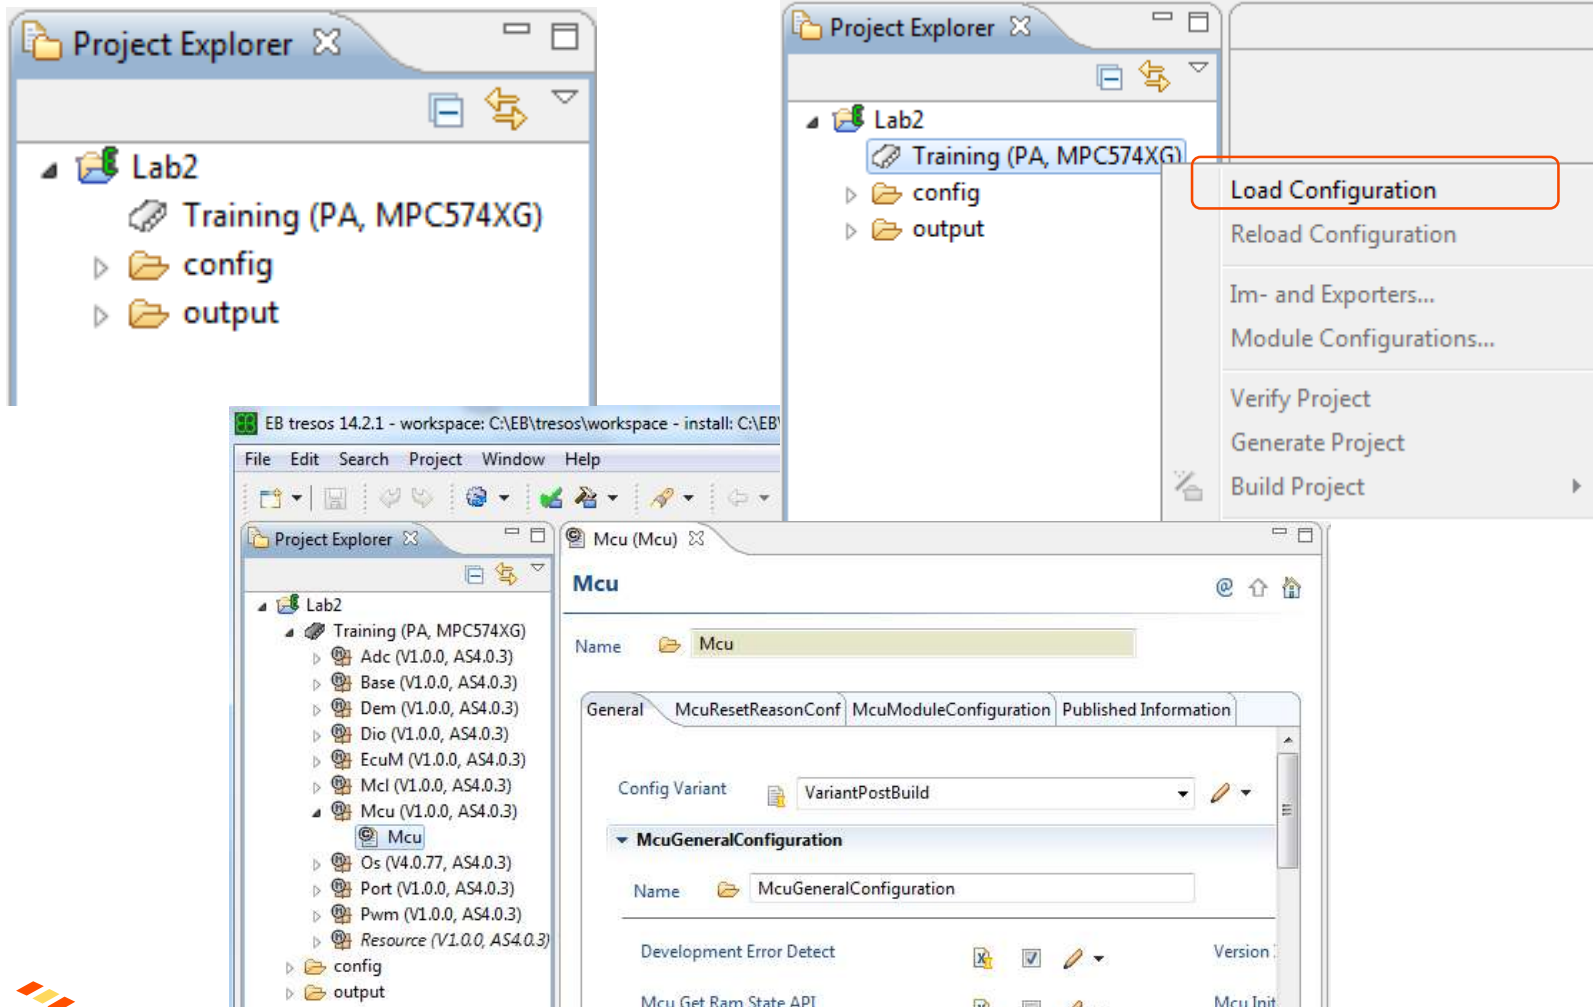 Project Explorer
Lab2
Training (PA, MPC574XG)
config
output
Project Explorer
Lab2
Training (PA, MPC574XG)
config
output
Load Configuration
Reload Configuration
Im- and Exporters...
Module Configurations...
Verify Project
Generate Project
Build Project
EB tresos 14.2.1 - workspace: C:\EB\tresos\workspace - install: C:\EB\
File Edit Search Project Window Help
Project Explorer
Lab2
Training (PA, MPC574XG)
Adc (V1.0.0, AS4.0.3)
Base (V1.0.0, AS4.0.3)
Dem (V1.0.0, AS4.0.3)
Dio (V1.0.0, AS4.0.3)
EcuM (V1.0.0, AS4.0.3)
Mcl (V1.0.0, AS4.0.3)
Mcu (V1.0.0, AS4.0.3)
Mcu
Os (V4.0.77, AS4.0.3)
Port (V1.0.0, AS4.0.3)
Pwm (V1.0.0, AS4.0.3)
Resource (V1.0.0, AS4.0.3)
config
output
Mcu (Mcu)
Mcu
Name Mcu
General McuResetReasonConf McuModuleConfiguration Published Information
Config Variant VariantPostBuild
McuGeneralConfiguration
Name McuGeneralConfiguration
Development Error Detect Version
Mcu Get Ram State API Mcu Init